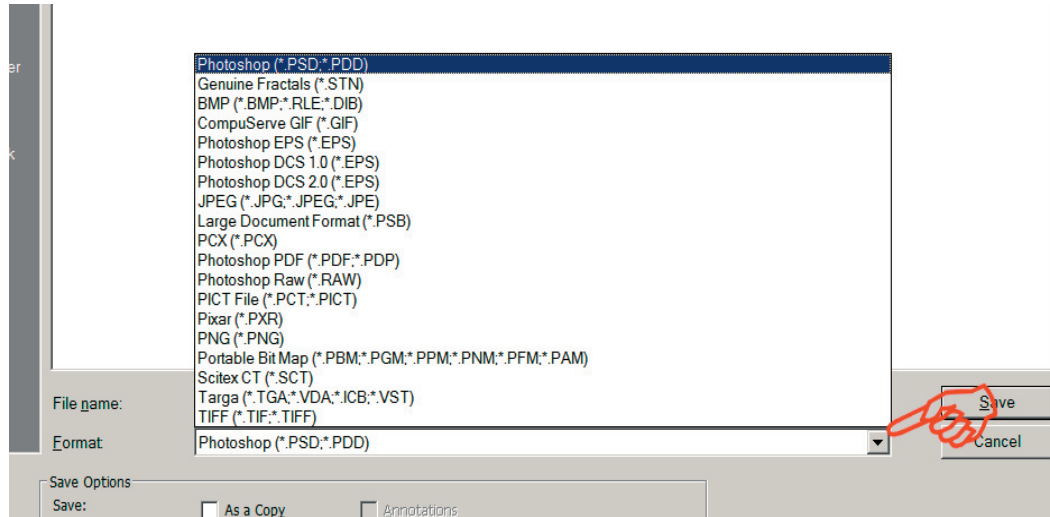 er
k
Photoshop (*.PSD;*.PDD)
Genuine Fractals (*.STN)
BMP (*.BMP;*.RLE;*.DIB)
CompuServe GIF (*.GIF)
Photoshop EPS (*.EPS)
Photoshop DCS 1.0 (*.EPS)
Photoshop DCS 2.0 (*.EPS)
JPEG (*.JPG;*.JPEG;*.JPE)
Large Document Format (*.PSB)
PCX (*.PCX)
Photoshop PDF (*.PDF;*.PDP)
Photoshop Raw (*.RAW)
PICT File (*.PCT;*.PICT)
Pixar (*.PXR)
PNG (*.PNG)
Portable Bit Map (*.PBM;*.PGM;*.PPM;*.PNM;*.PFM;*.PAM)
Scitex CT (*.SCT)
Targa (*.TGA;*.VDA;*.ICB;*.VST)
TIFF (*.TIF;*.TIFF)
File name:
Save
Format
Photoshop (*.PSD;*.PDD)
Cancel
Save Options
Save:
As a Copy
Annotations